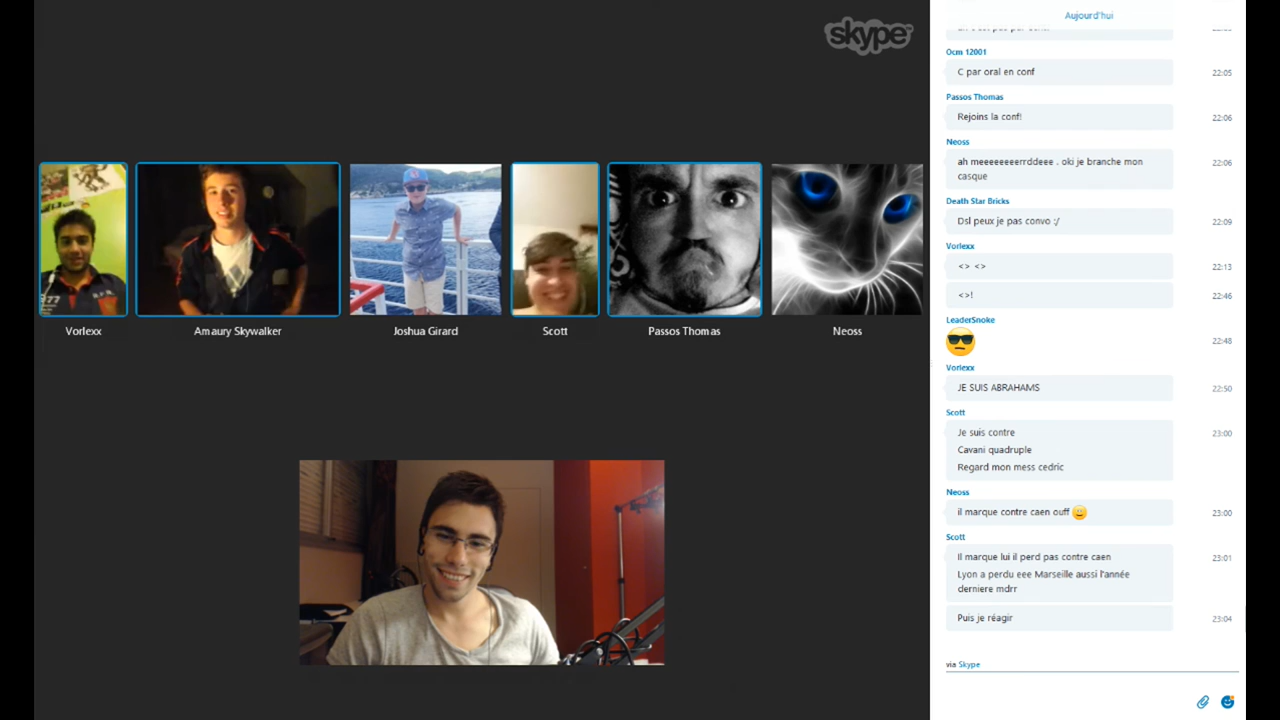 skype™
Vorlexx
Amaury Skywalker
Joshua Girard
Scott
Passos Thomas
Neoss
Aujourd'hui
Ocm 12001
C par oral en conf
22:05
Passos Thomas
Rejoins la conf!
22:06
Neoss
ah meeeeeeerrddeee . oki je branche mon
casque
22:06
Death Star Bricks
Dsl peux je pas convo :/
22:09
Vorlexx
<> <>
22:13
<>!
22:46
LeaderSnoke
22:48
Vorlexx
JE SUIS ABRAHAMS
22:50
Scott
Je suis contre
23:00
Cavani quadruple
Regard mon mess cedric
Neoss
il marque contre caen ouff
23:00
Scott
Il marque lui il perd pas contre caen
23:01
Lyon a perdu eee Marseille aussi l'année
derniere mdrr
Puis je réagir
23:04
via Skype